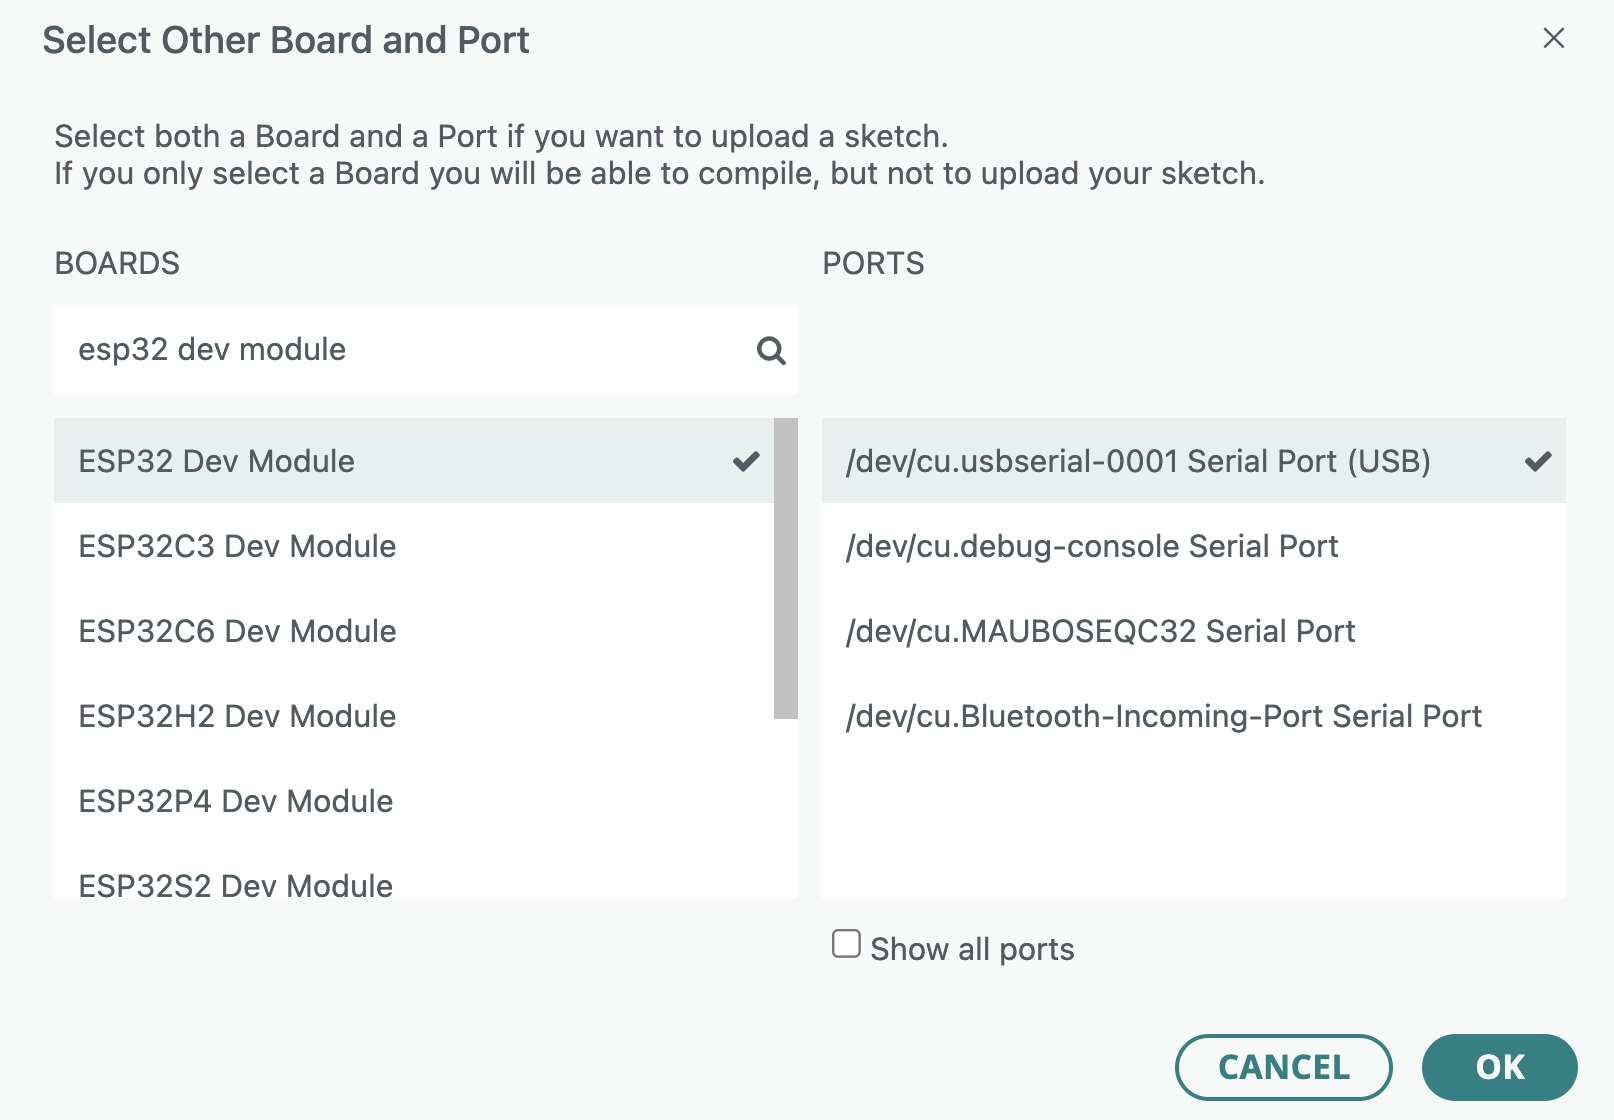 Select Other Board and Port
Select both a Board and a Port if you want to upload a sketch.
If you only select a Board you will be able to compile, but not to upload your sketch.
BOARDS
esp32 dev module
ESP32 Dev Module
ESP32C3 Dev Module
ESP32C6 Dev Module
ESP32H2 Dev Module
ESP32P4 Dev Module
ESP32S2 Dev Module
PORTS
/dev/cu.usbserial-0001 Serial Port (USB)
/dev/cu.debug-console Serial Port
/dev/cu.MAUBOSEQC32 Serial Port
/dev/cu.Bluetooth-Incoming-Port Serial Port
Show all ports
CANCEL
OK